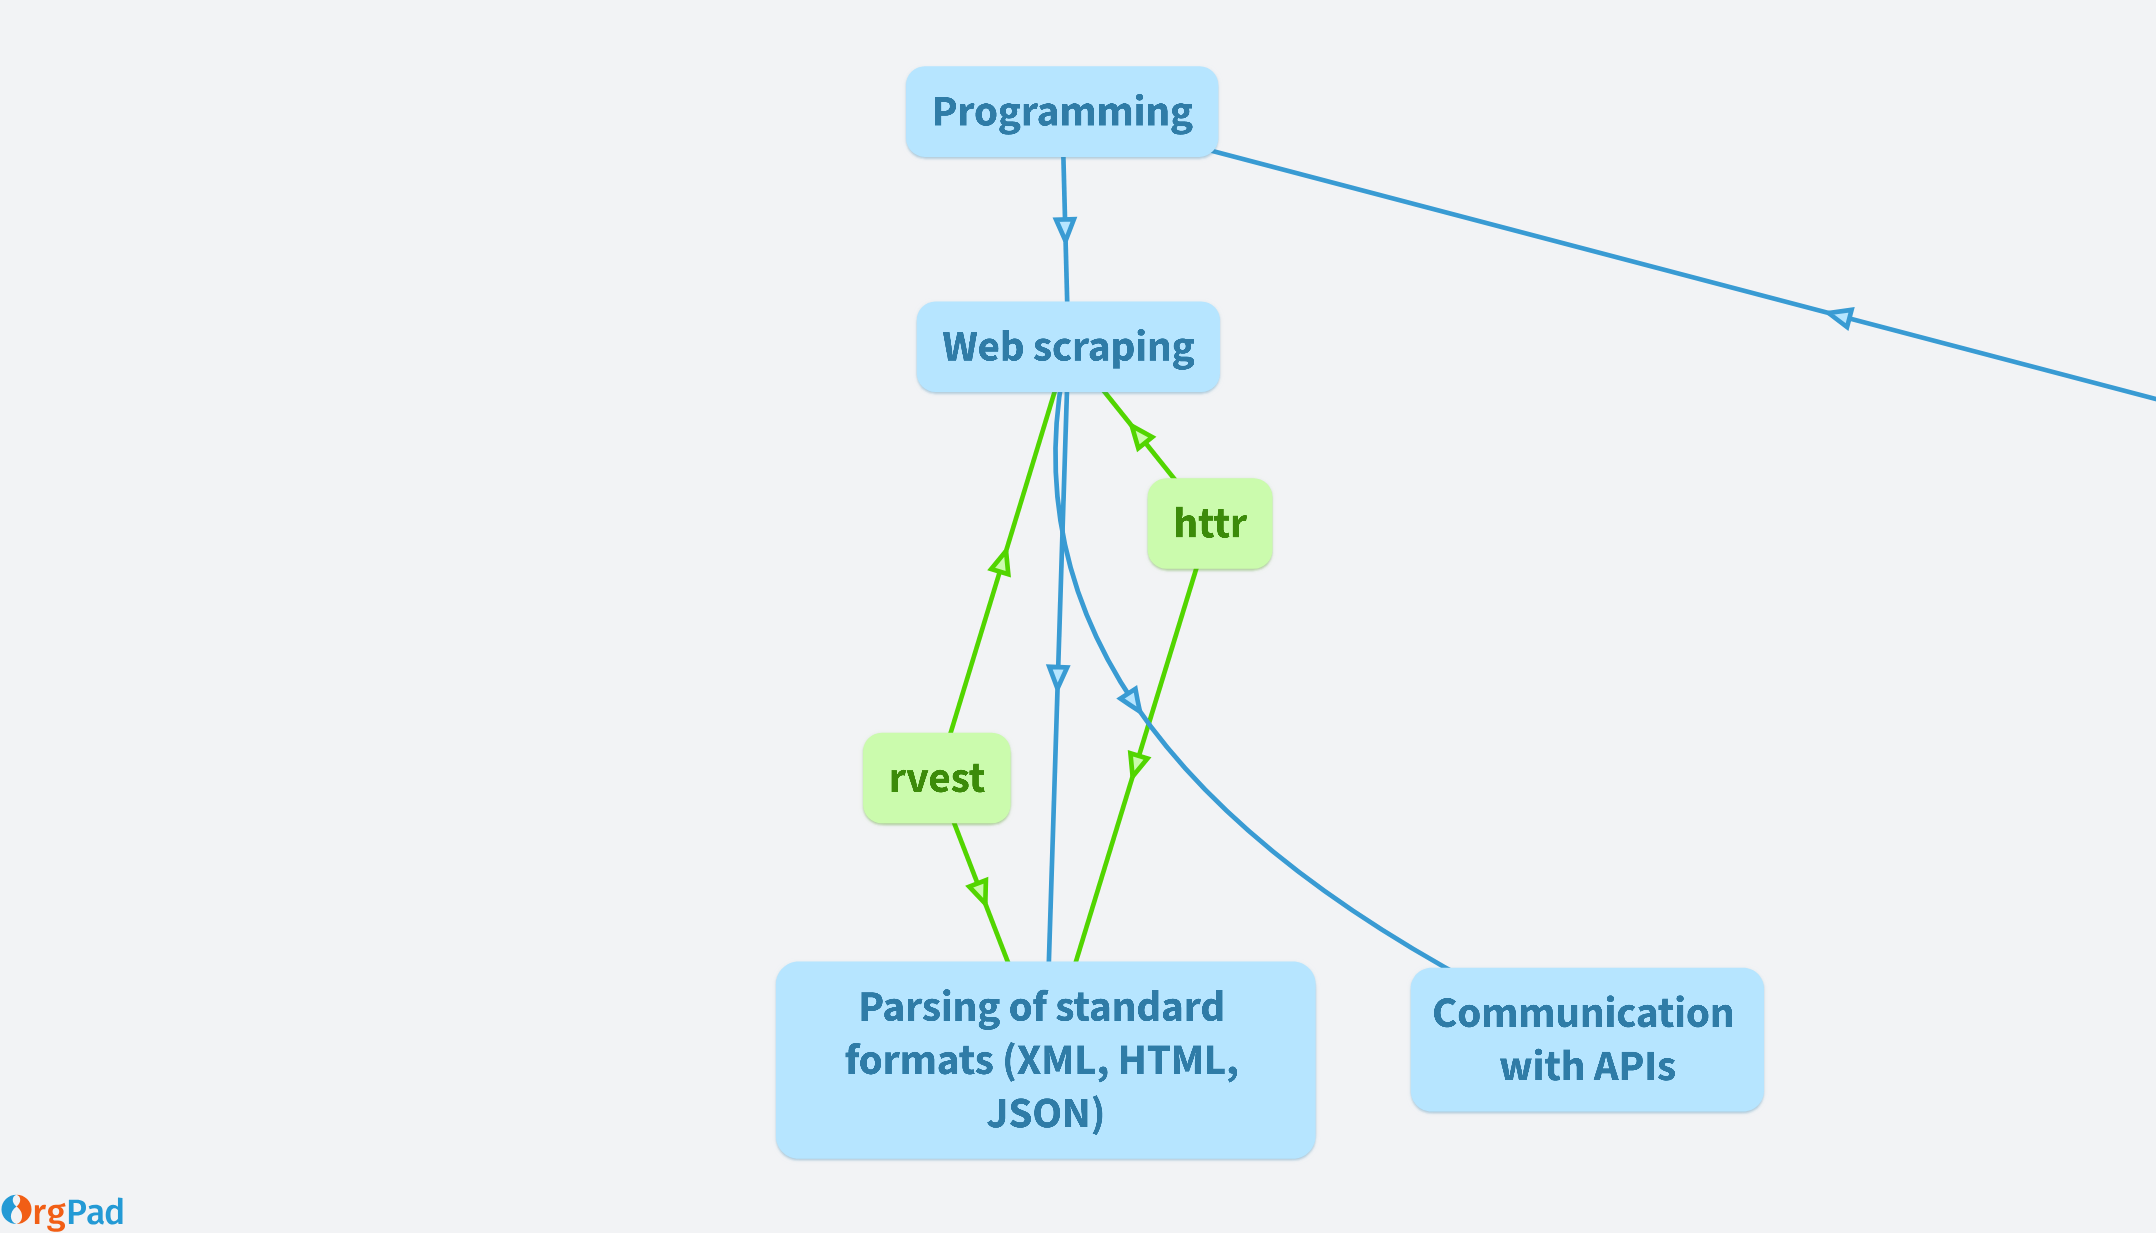 Programming
Web scraping
httr
rvest
Parsing of standard
formats (XML, HTML,
JSON)
Communication
with APIs
OrgPad